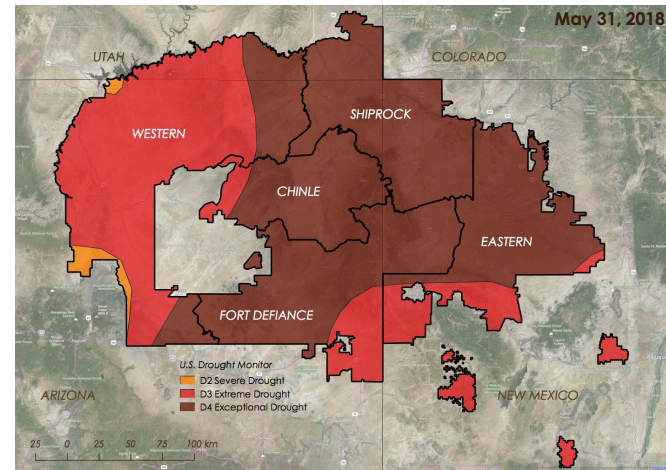 May 31, 2018
UTAH
COLORADO
WESTERN
SHIPROCK
CHINLE
EASTERN
FORT DEFIANCE
U.S. Drought Monitor
D2 Severe Drought
D3 Extreme Drought
D4 Exceptional Drought
ARIZONA
NEW MEXICO
25 0 25 50 75 100 km